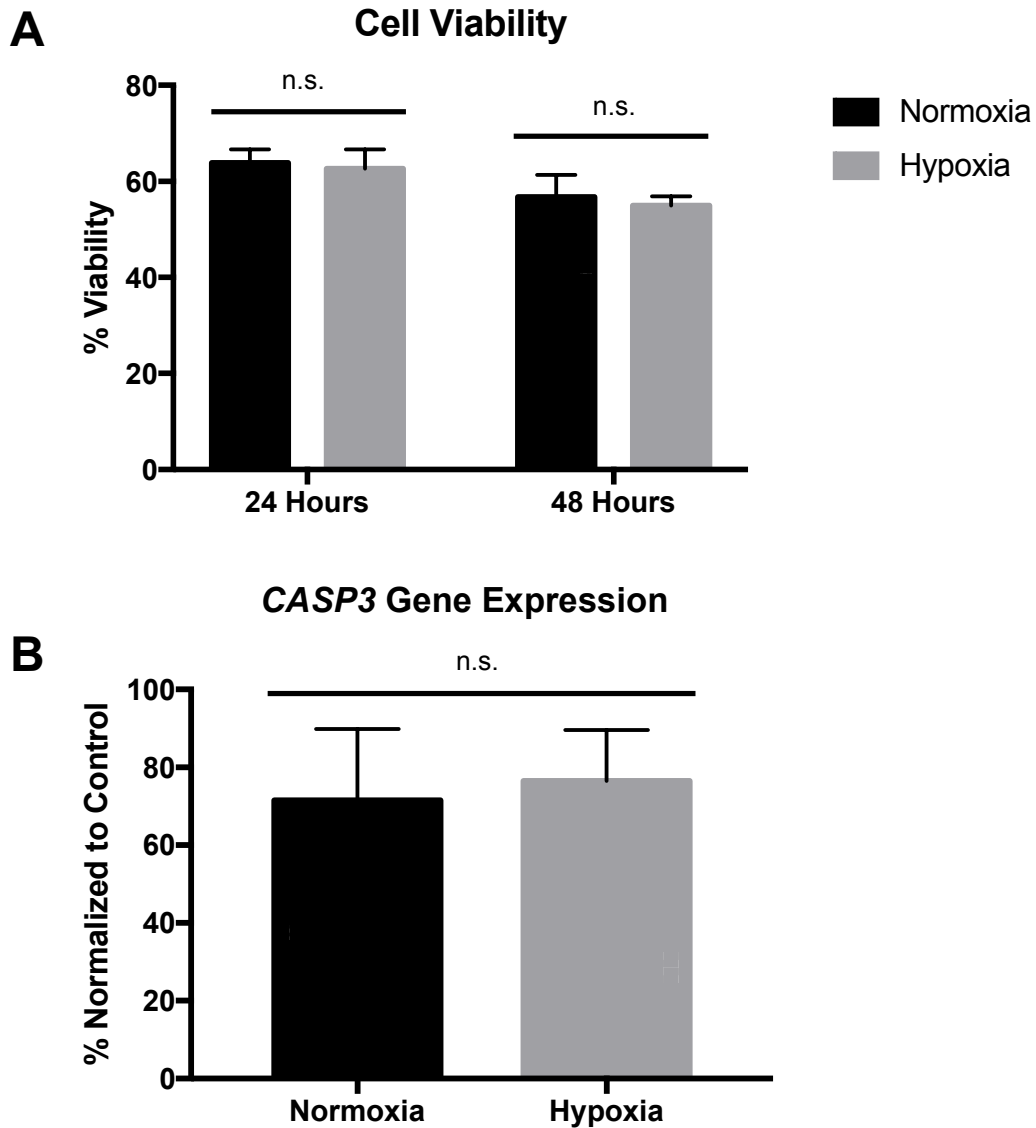 A
Cell Viability
n.s.
n.s.
Normoxia
Hypoxia
% Viability
80
60
40
20
0
24 Hours
48 Hours
CASP3 Gene Expression
B
n.s.
% Normalized to Control
100
80
60
40
20
0
Normoxia
Hypoxia